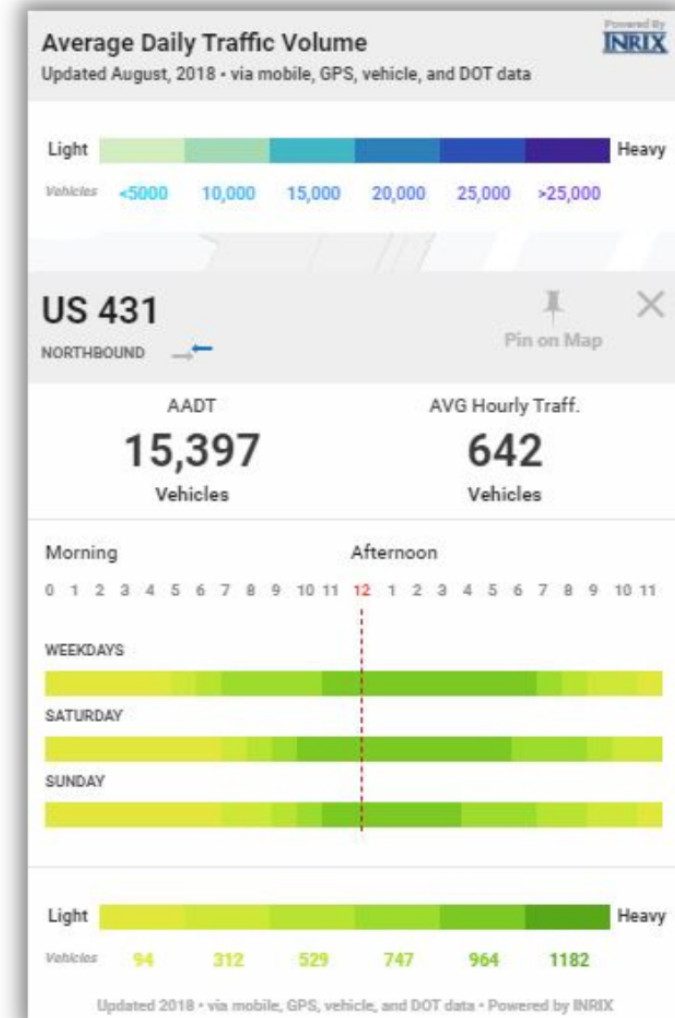 Average Daily Traffic Volume
Powered By
INRIX
Updated August, 2018 • via mobile, GPS, vehicle, and DOT data
Light Heavy
Vehicles <5000 10,000 15,000 20,000 25,000 >25,000
US 431
NORTHBOUND
Pin on Map
AADT AVG Hourly Traff.
15,397 642
Vehicles Vehicles
Morning Afternoon
0 1 2 3 4 5 6 7 8 9 10 11 12 1 2 3 4 5 6 7 8 9 10 11
WEEKDAYS
SATURDAY
SUNDAY
Light Heavy
Vehicles 94 312 529 747 964 1182
Updated 2018 • via mobile, GPS, vehicle, and DOT data • Powered by INRIX